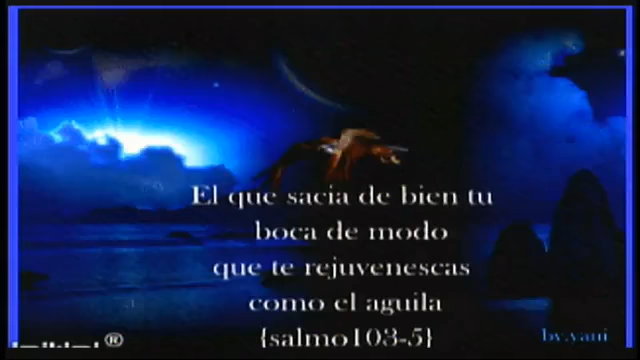 El que sacia de bien tu
boca de modo
que te rejuvenescas
como el aguila
{salmo103-5}
by.yani